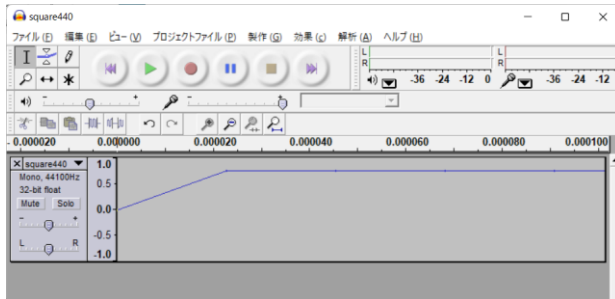 square440
ファイル(F) 編集(E) ビュー(V) プロジェクトファイル(P) 製作(G) 効果(c) 解析(A) ヘルプ(H)
L
R
-36 -24 -12 0
L
R
-36 -24 -12
- 0.000020 0.000000 0.000020 0.000040 0.000060 0.000080 0.000100
square440
Mono, 44100Hz
32-bit float
Mute Solo
- +
L R
1.0
0.5
0.0
-0.5
-1.0